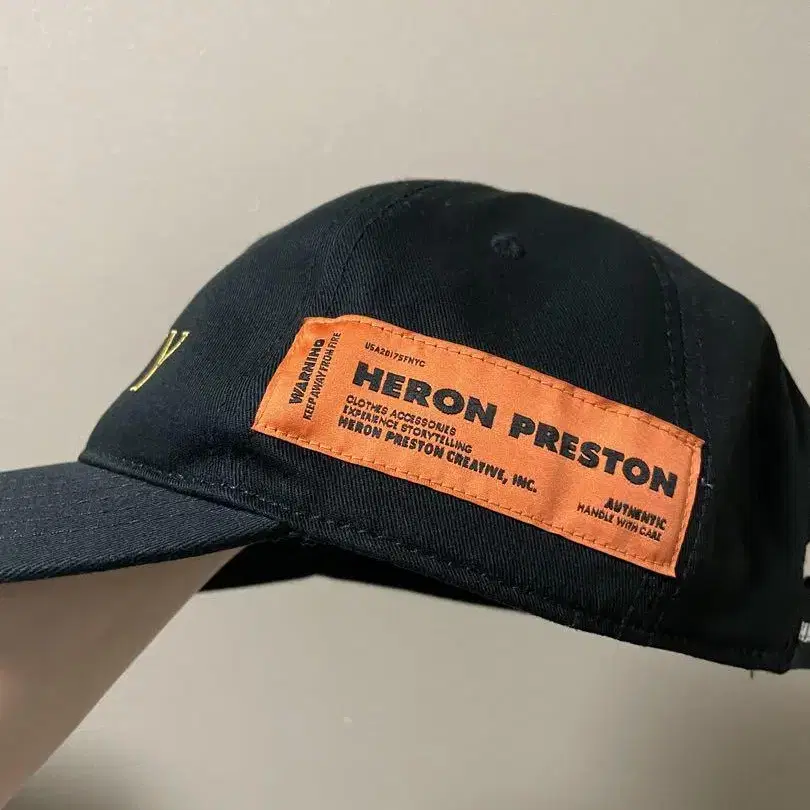 y
WARNING
KEEP AWAY FROM FIRE
USA2017SFNYC
HERON PRESTON
CLOTHES ACCESSORIES
EXPERIENCE STORYTELLING
HERON PRESTON CREATIVE, INC.
AUTHENTIC
HANDLE WITH CARE